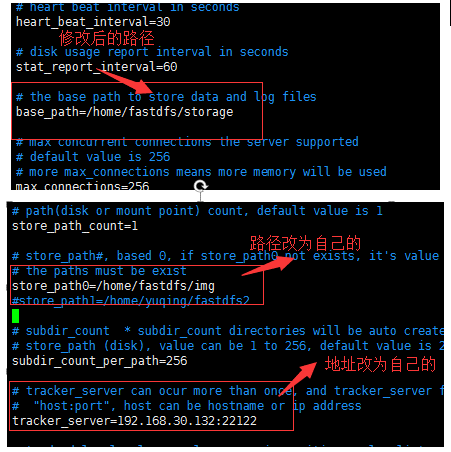 # heart beat interval in seconds
heart_beat_interval=30
修改后的路径
# disk usage report interval in seconds
stat_report_interval=60
# the base path to store data and log files
base_path=/home/fastdfs/storage
# max concurrent connections the server supported
# default value is 256
# more max_connections means more memory will be used
max_connections=256
# path(disk or mount point) count, default value is 1
store_path_count=1
路径改为自己的
# store_path#, based 0, if store_path0 not exists, it's value
# the paths must be exist
store_path0=/home/fastdfs/img
#store_path1=/home/yuqing/fastdfs2
# subdir_count * subdir_count directories will be auto create
# store_path (disk), value can be 1 to 256, default value is 2
subdir_count_per_path=256
地址改为自己的
# tracker_server can ocur more than once, and tracker_server f
# "host:port", host can be hostname or ip address
tracker_server=192.168.30.132:22122